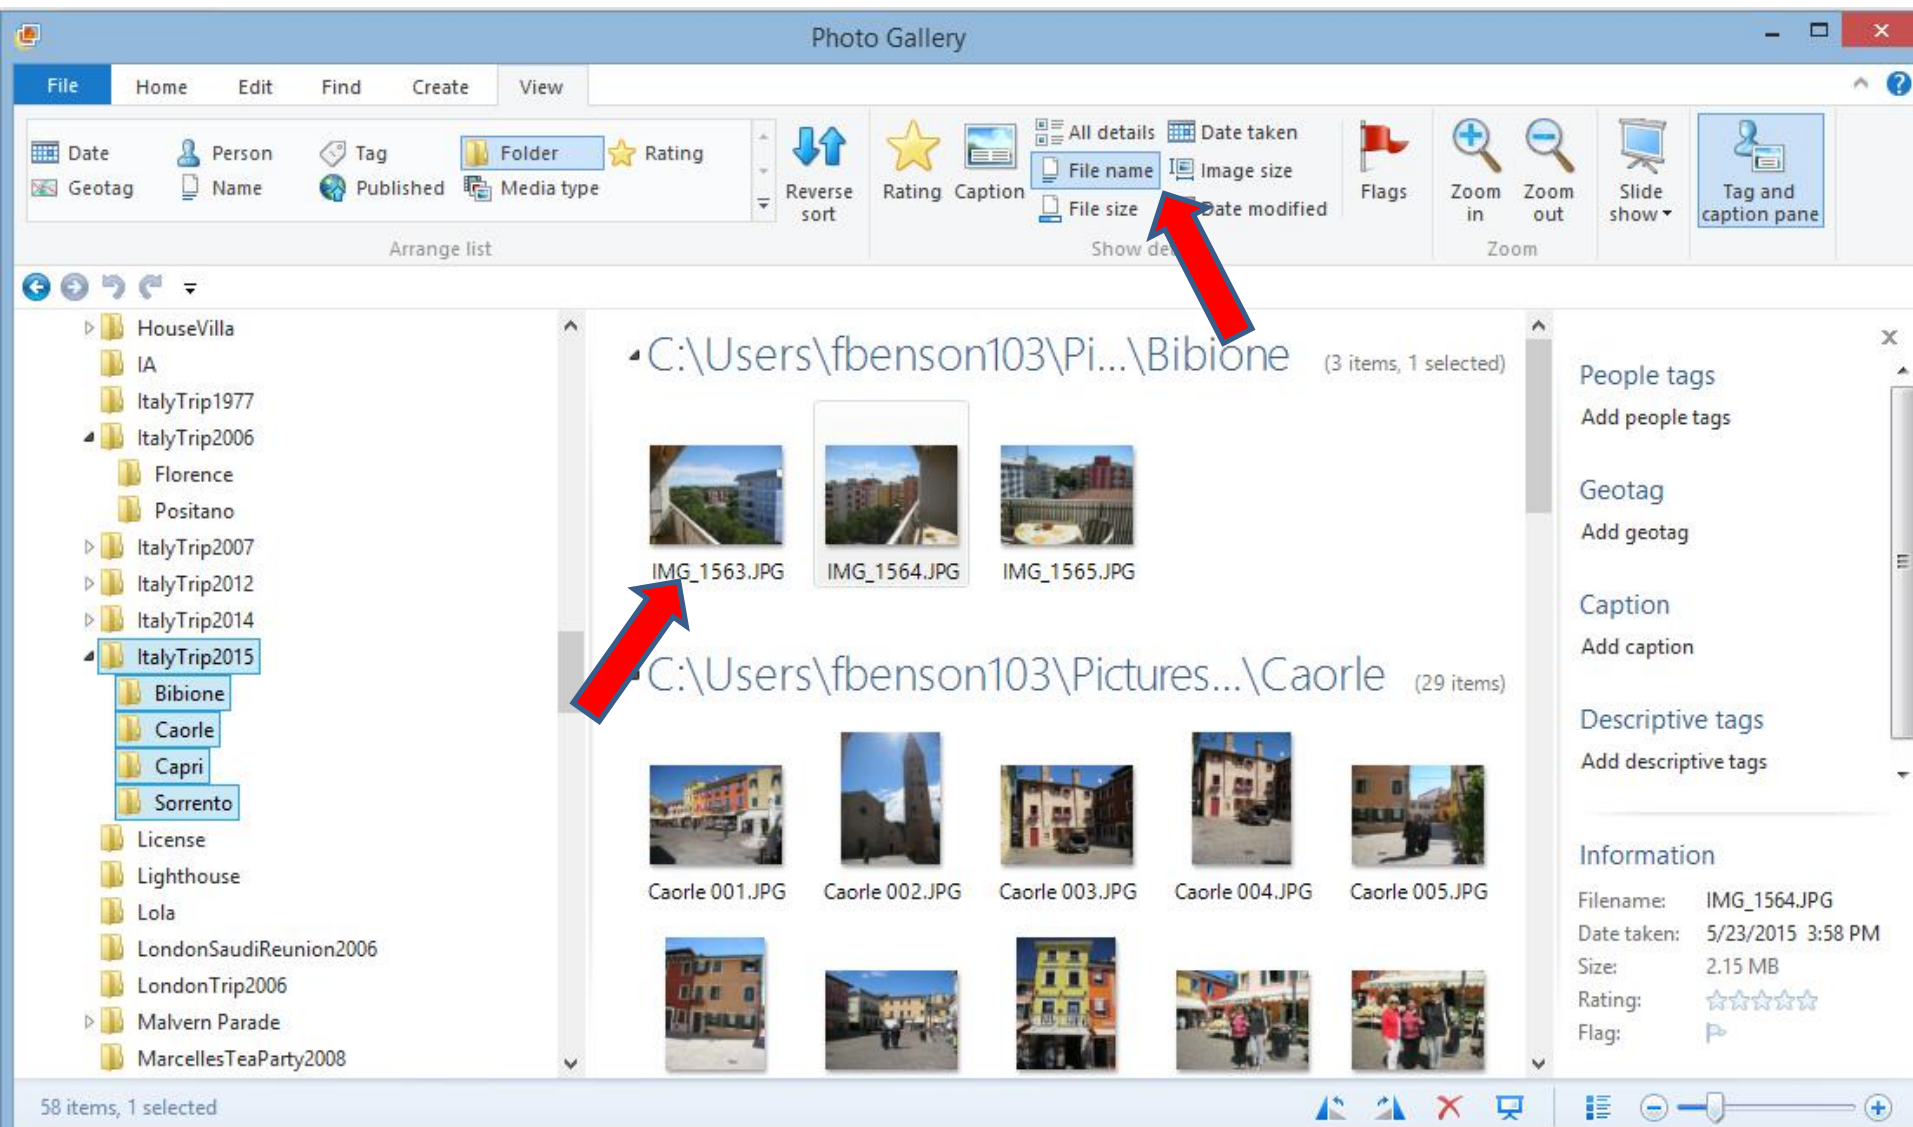 Photo Gallery
File Home Edit Find Create View
Date Person Tag Folder Rating
Geotag Name Published Media type
Reverse sort
Rating Caption
All details Date taken
File name Image size
File size Date modified
Flags
Zoom in
Zoom out
Slide show
Tag and caption pane
Arrange list
Show
Zoom
HouseVilla
IA
ItalyTrip1977
ItalyTrip2006
Florence
Positano
ItalyTrip2007
ItalyTrip2012
ItalyTrip2014
ItalyTrip2015
Bibione
Caorle
Capri
Sorrento
License
Lighthouse
Lola
LondonSaudiReunion2006
LondonTrip2006
Malvern Parade
MarcellesTeaParty2008
C:\Users\fbenson103\Pi...\Bibione (3 items, 1 selected)
IMG_1563.JPG IMG_1564.JPG IMG_1565.JPG
C:\Users\fbenson103\Pictures...\Caorle (29 items)
Caorle 001.JPG Caorle 002.JPG Caorle 003.JPG Caorle 004.JPG Caorle 005.JPG
People tags
Add people tags
Geotag
Add geotag
Caption
Add caption
Descriptive tags
Add descriptive tags
Information
Filename: IMG_1564.JPG
Date taken: 5/23/2015 3:58 PM
Size: 2.15 MB
Rating:
Flag:
58 items, 1 selected